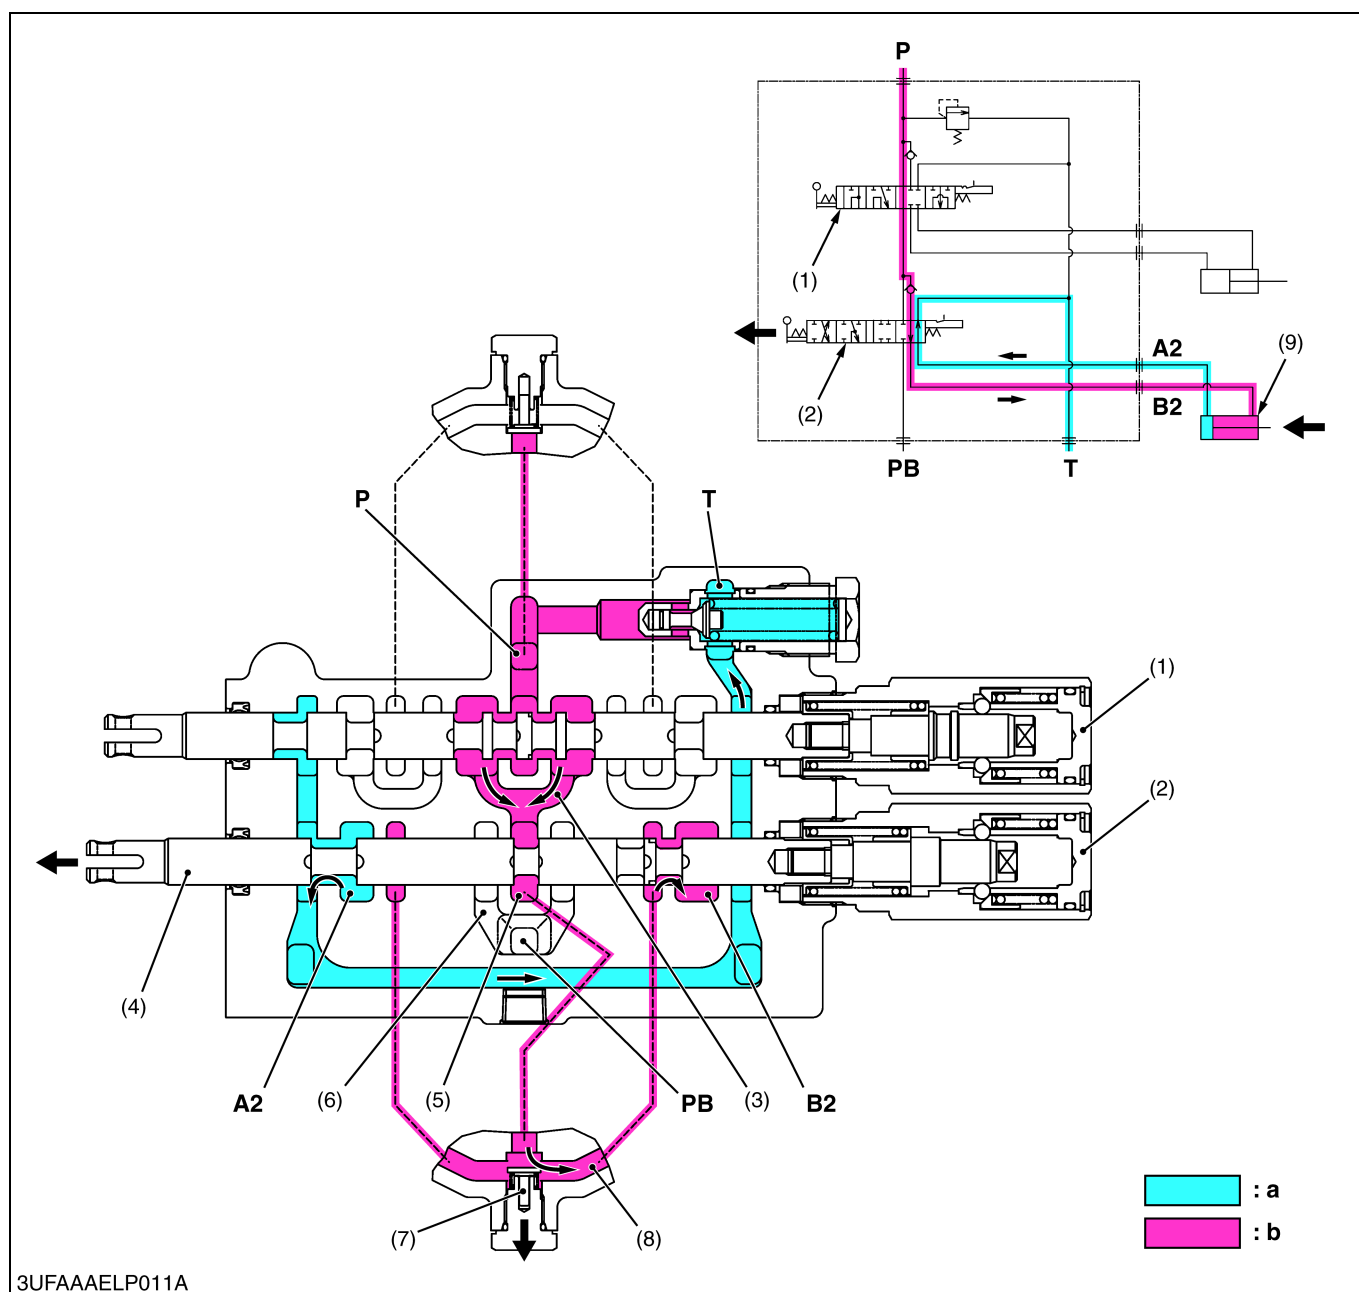 P
(1)
A2
(9)
(2)
B2
PB
T
P
T
(1)
(2)
(4)
A2
(6)
(5)
PB
(3)
B2
: a
(7)
(8)
: b
3UFAAAELP011A